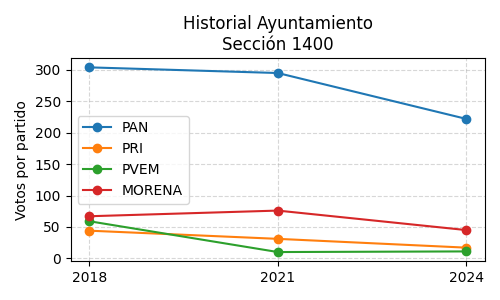 Historial Ayuntamiento
Sección 1400
Votos por partido
300
250
200
150
100
50
0
PAN
PRI
PVEM
MORENA
2018
2021
2024